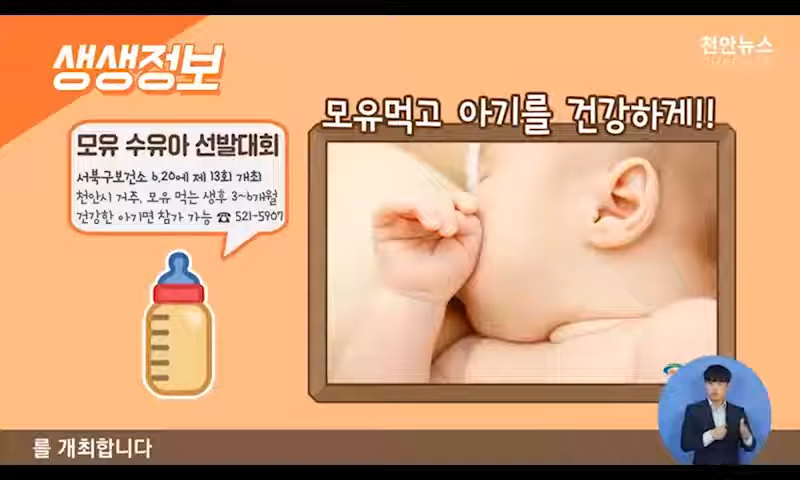 생생정보
천안뉴스
모유먹고 아기를 건강하게!!
모유 수유아 선발대회
서북구보건소 6.20에 제 13회 개최
천안시 거주, 모유 먹는 생후 3~6개월
건강한 아기면 참가 가능 ☎ 521-5907
를 개최합니다